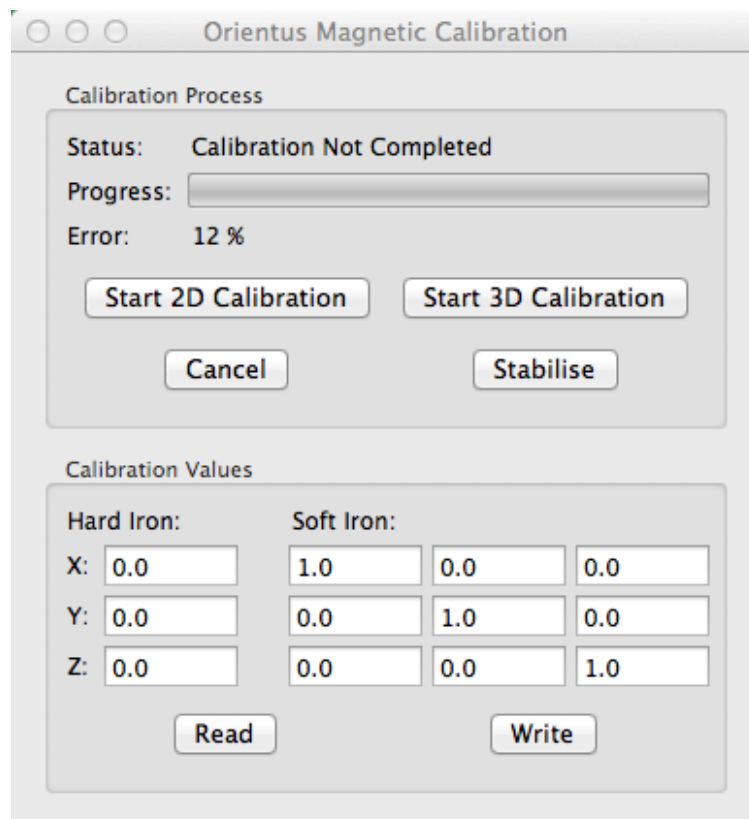 Orientus Magnetic Calibration
Calibration Process
Status: Calibration Not Completed
Progress:
Error: 12 %
Start 2D Calibration Start 3D Calibration
Cancel Stabilise
Calibration Values
Hard Iron: Soft Iron:
X: 0.0 1.0 0.0 0.0
Y: 0.0 0.0 1.0 0.0
Z: 0.0 0.0 0.0 1.0
Read Write